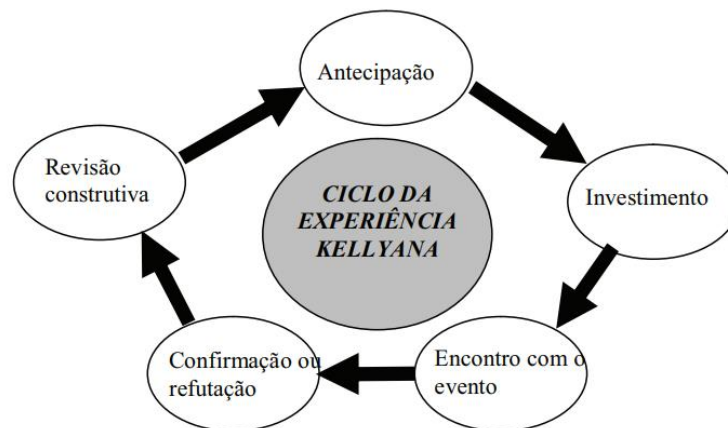 Antecipação
Investimento
Encontro com o
evento
Confirmação ou
refutação
Revisão
construtiva
CICLO DA
EXPERIÊNCIA
KELLYANA